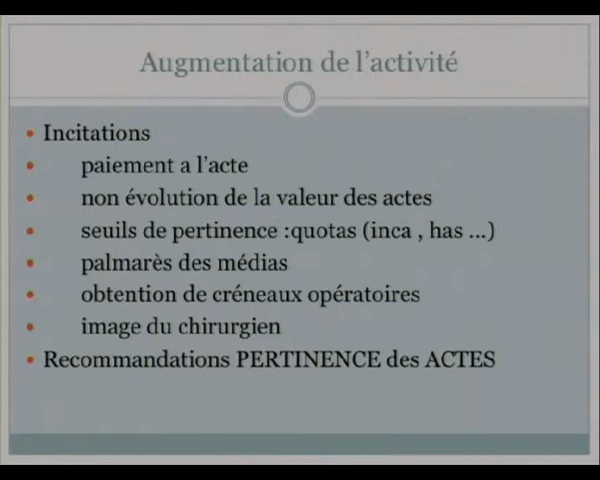 Augmentation de l'activité
• Incitations
• paiement a l'acte
• non évolution de la valeur des actes
• seuils de pertinence :quotas (inca , has ...)
• palmarès des médias
• obtention de créneaux opératoires
• image du chirurgien
• Recommandations PERTINENCE des ACTES